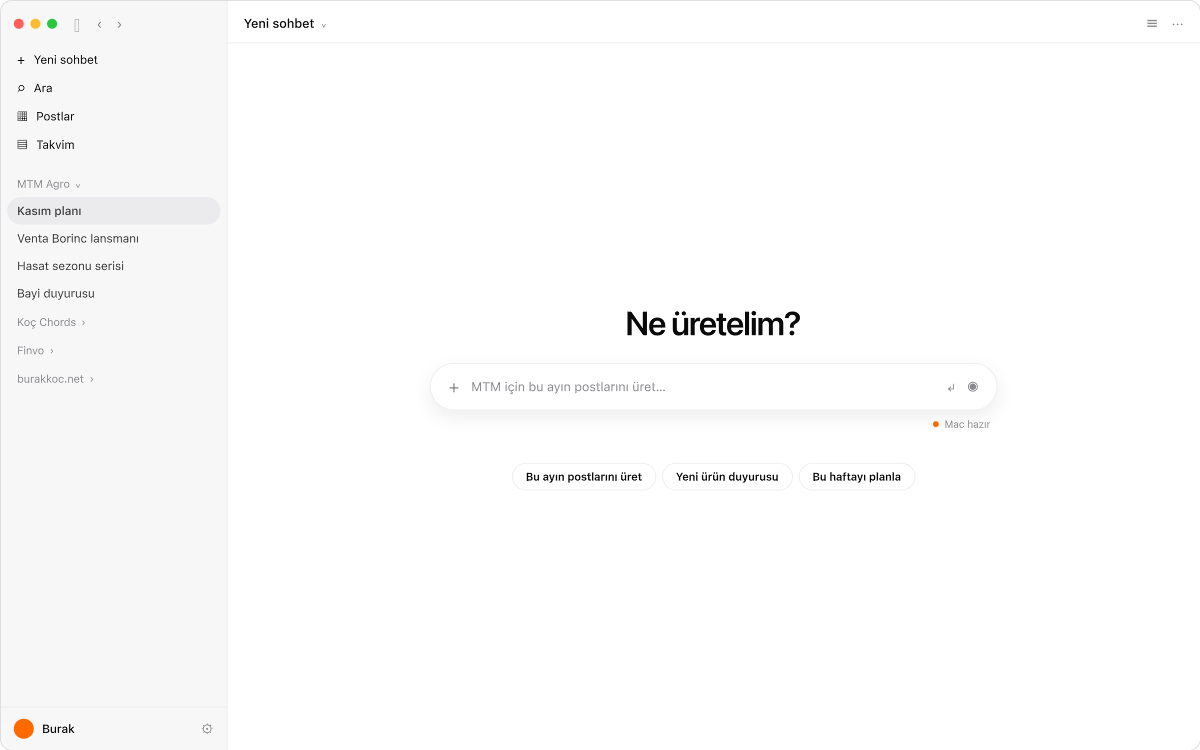 Yeni sohbet
Ara
Postlar
Takvim
MTM Agro
Kasım planı
Venta Borinc lansmanı
Hasat sezonu serisi
Bayi duyurusu
Koç Chords
Finvo
burakkoc.net
Burak
Yeni sohbet
Ne üretelim?
MTM için bu ayın postlarını üret...
Mac hazır
Bu ayın postlarını üret
Yeni ürün duyurusu
Bu haftayı planla